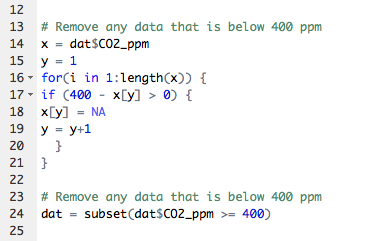 12
13 # Remove any data that is below 400 ppm
14 x = dat$CO2_ppm
15 y = 1
16 for(i in 1:length(x)) {
17 if (400 - x[y] > 0) {
18 x[y] = NA
19 y = y+1
20 }
21 }
22
23 # Remove any data that is below 400 ppm
24 dat = subset(dat$CO2_ppm >= 400)
25